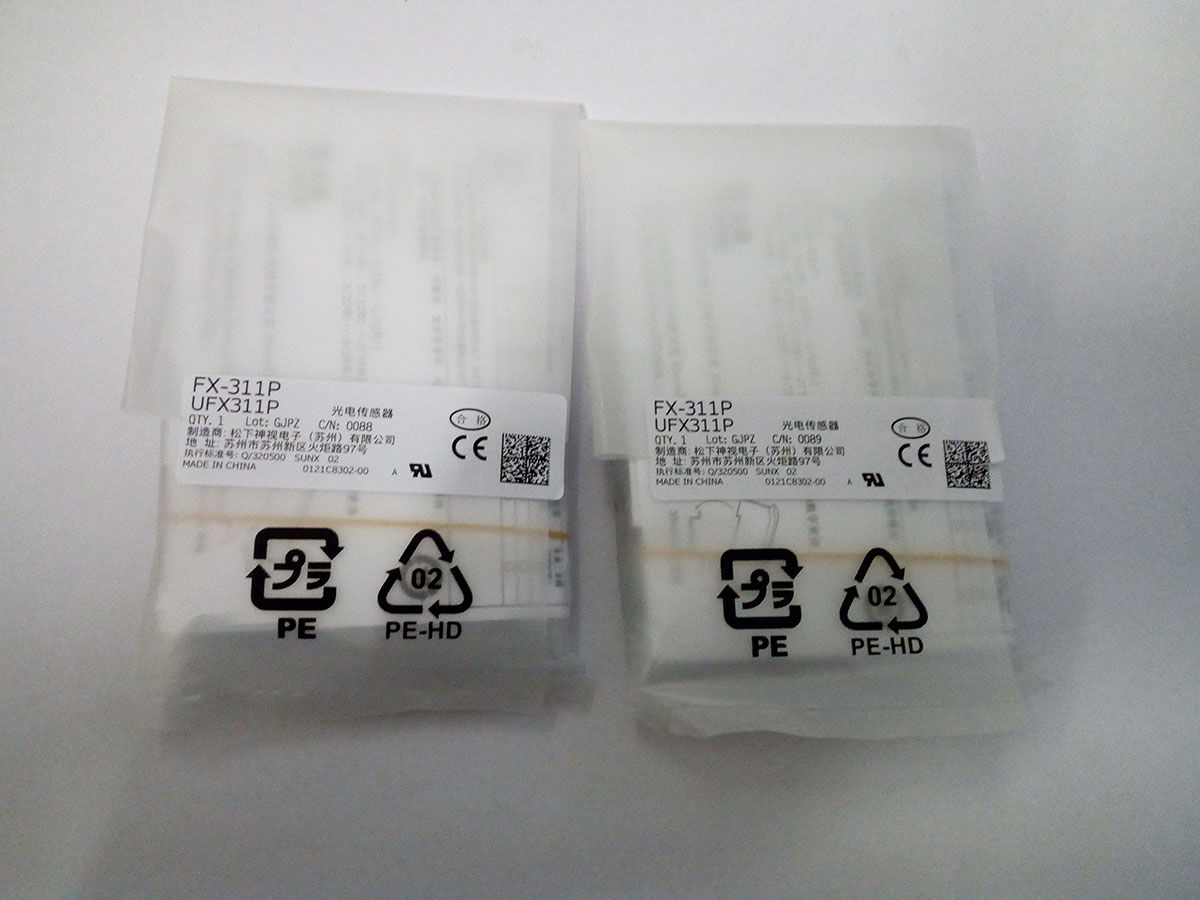 FX-311P
UFX311P 光电传感器 合格
QTY. 1 Lot: GJPZ C/N: 0088
制造商: 松下神视电子（苏州）有限公司
地 址: 苏州市苏州新区火炬路97号
执行标准号: Q/320500 SUNX 02
MADE IN CHINA 0121C8302-00 A
CE
プラ
PE
02
PE-HD
FX-311P
UFX311P 光电传感器 合格
QTY. 1 Lot: GJPZ C/N: 0089
制造商: 松下神视电子（苏州）有限公司
地 址: 苏州市苏州新区火炬路97号
执行标准号: Q/320500 SUNX 02
MADE IN CHINA 0121C8302-00 A
CE
プラ
PE
02
PE-HD